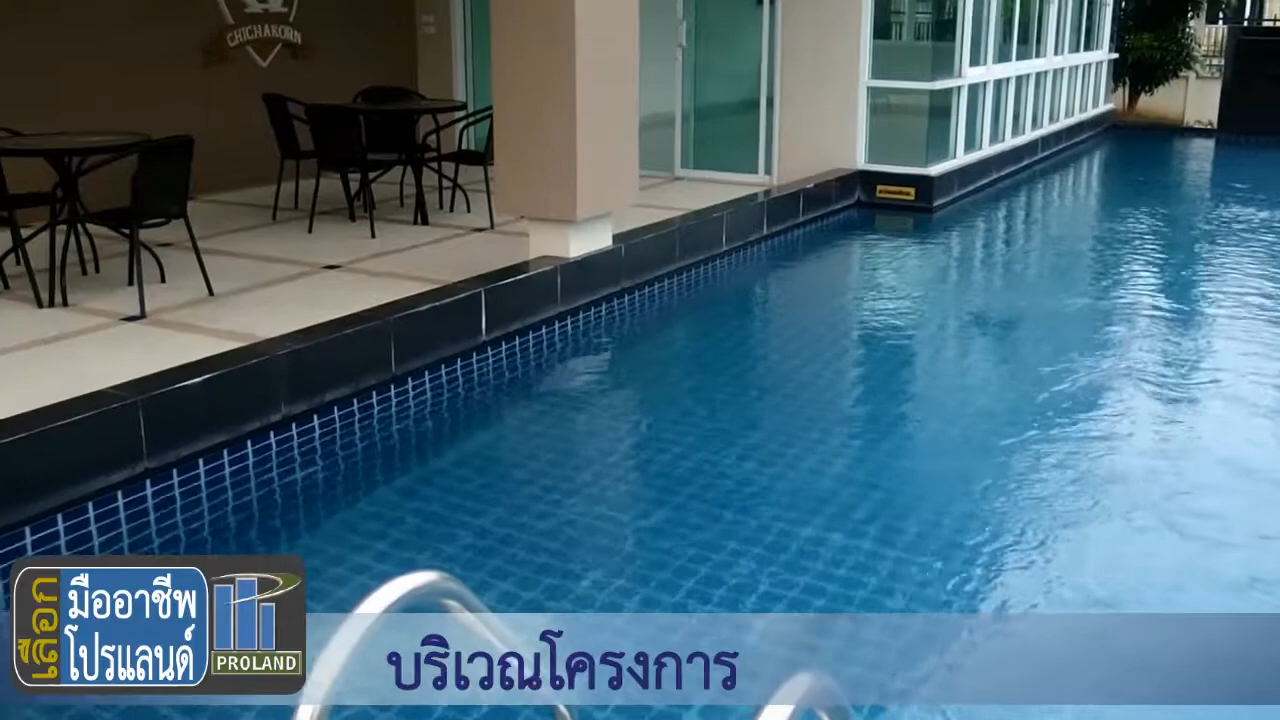 CHICHAKORN
เลือก
มืออาชีพ
โปรแลนด์
PROLAND
บริเวณโครงการ